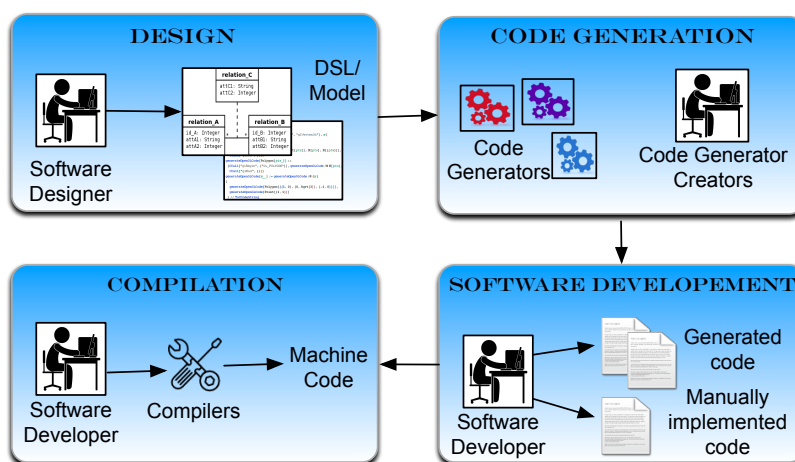 DESIGN
DSL/
Model
relation_C
attC1: String
attC2: Integer
relation_A
id_A: Integer
attA1: String
attA2: Integer
relation_B
id_B: Integer
attB1: String
attB2: Integer
Software
Designer
CODE GENERATION
Code
Generators
Code Generator
Creators
COMPILATION
Software
Developer
Compilers
Machine
Code
SOFTWARE DEVELOPEMENT
Software
Developer
Generated
code
Manually
implemented
code